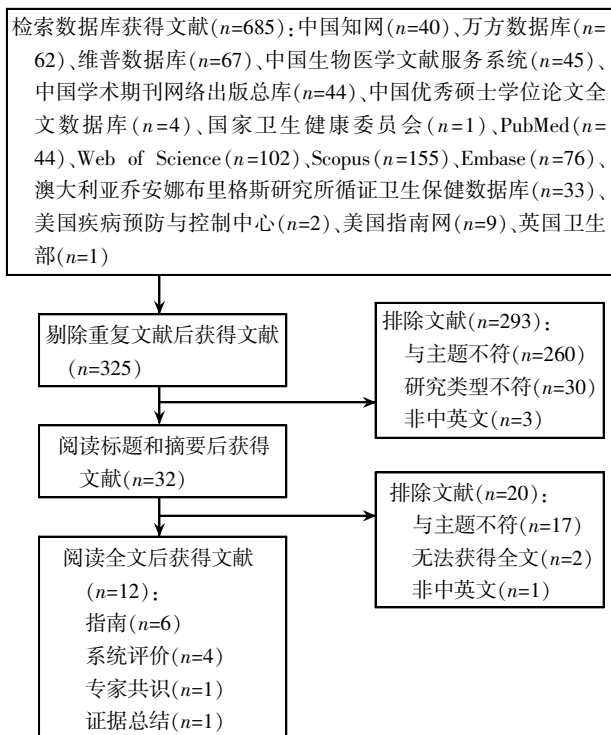 检索数据库获得文献(n=685)：中国知网(n=40)、万方数据库(n=
62)、维普数据库(n=67)、中国生物医学文献服务系统(n=45)、
中国学术期刊网络出版总库(n=44)、中国优秀硕士学位论文全
文数据库(n=4)、国家卫生健康委员会(n=1)、PubMed(n=
44)、Web of Science(n=102)、Scopus(n=155)、Embase(n=76)、
澳大利亚乔安娜布里格斯研究所循证卫生保健数据库(n=33)、
美国疾病预防与控制中心(n=2)、美国指南网(n=9)、英国卫生
部(n=1)
剔除重复文献后获得文献
(n=325)
排除文献(n=293)：
与主题不符(n=260)
研究类型不符(n=30)
非中英文(n=3)
阅读标题和摘要后获得
文献(n=32)
排除文献(n=20)：
与主题不符(n=17)
无法获得全文(n=2)
非中英文(n=1)
阅读全文后获得文献
(n=12)：
指南(n=6)
系统评价(n=4)
专家共识(n=1)
证据总结(n=1)